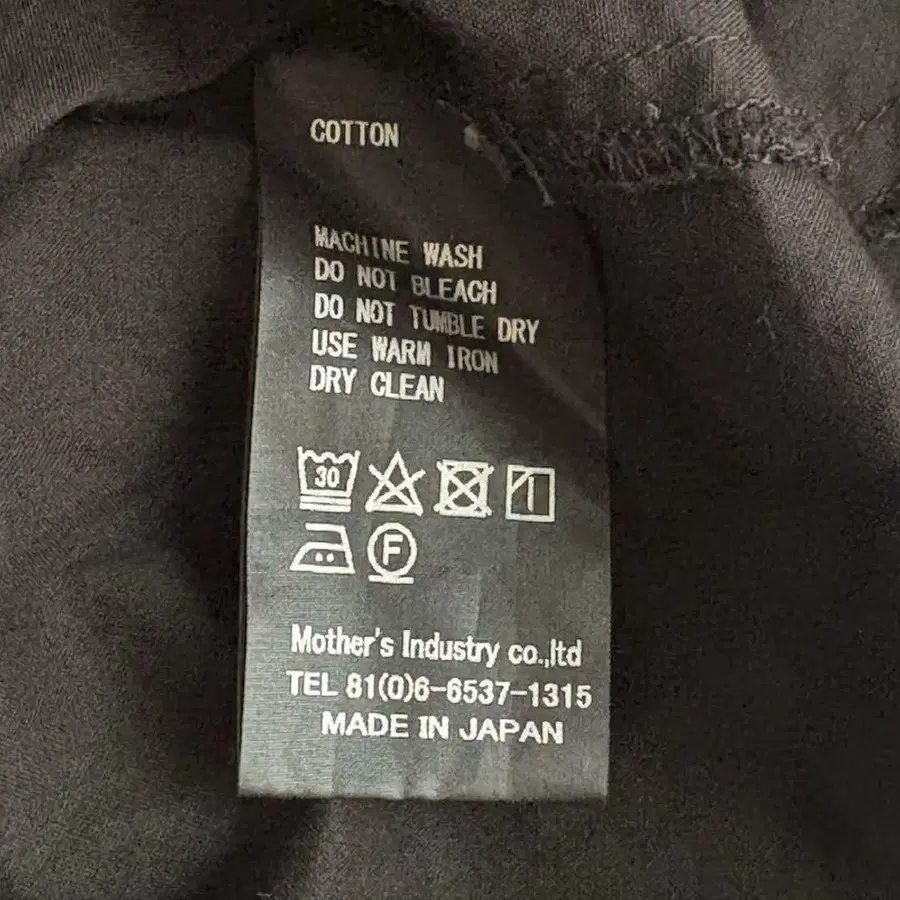 COTTON
MACHINE WASH
DO NOT BLEACH
DO NOT TUMBLE DRY
USE WARM IRON
DRY CLEAN
30
F
Mother's Industry co.,ltd
TEL 81(0)6-6537-1315
MADE IN JAPAN